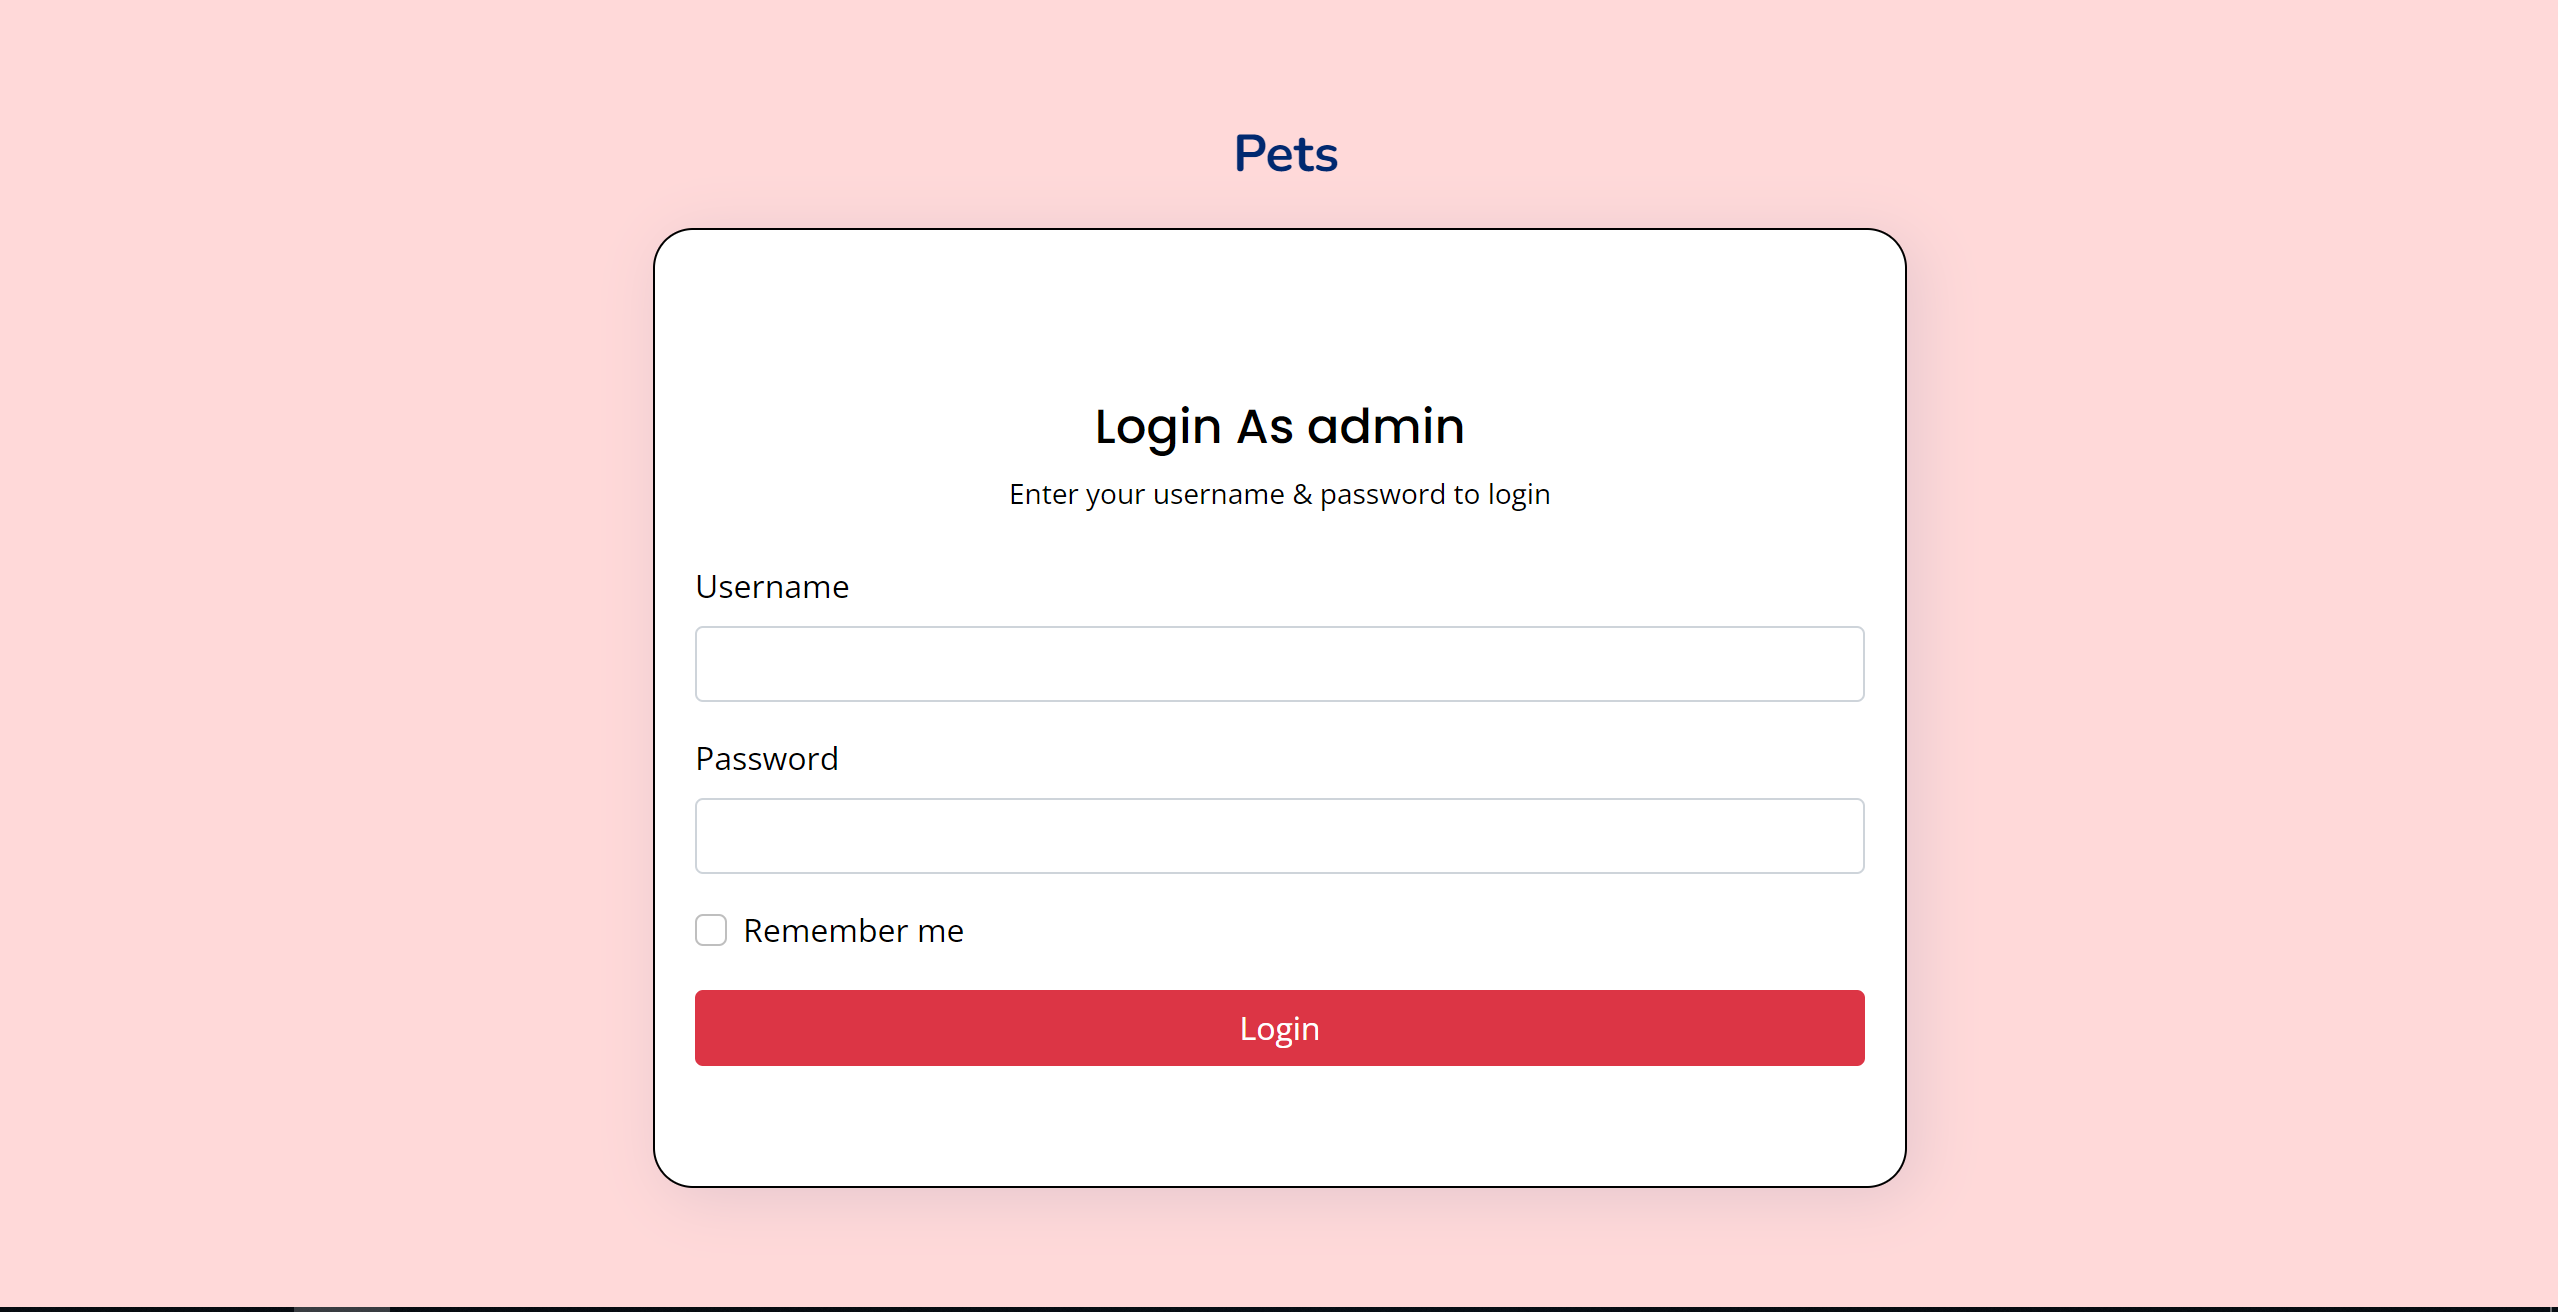 Pets
Login As admin
Enter your username & password to login
Username
Password
Remember me
Login